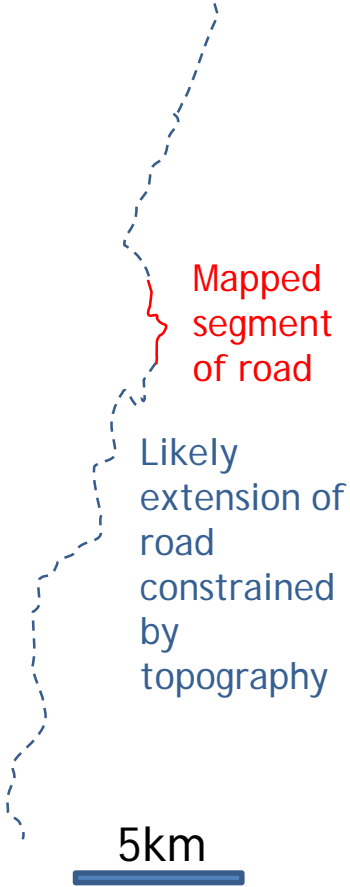 Mapped
segment
of road
Likely
extension of
road
constrained
by
topography
5km